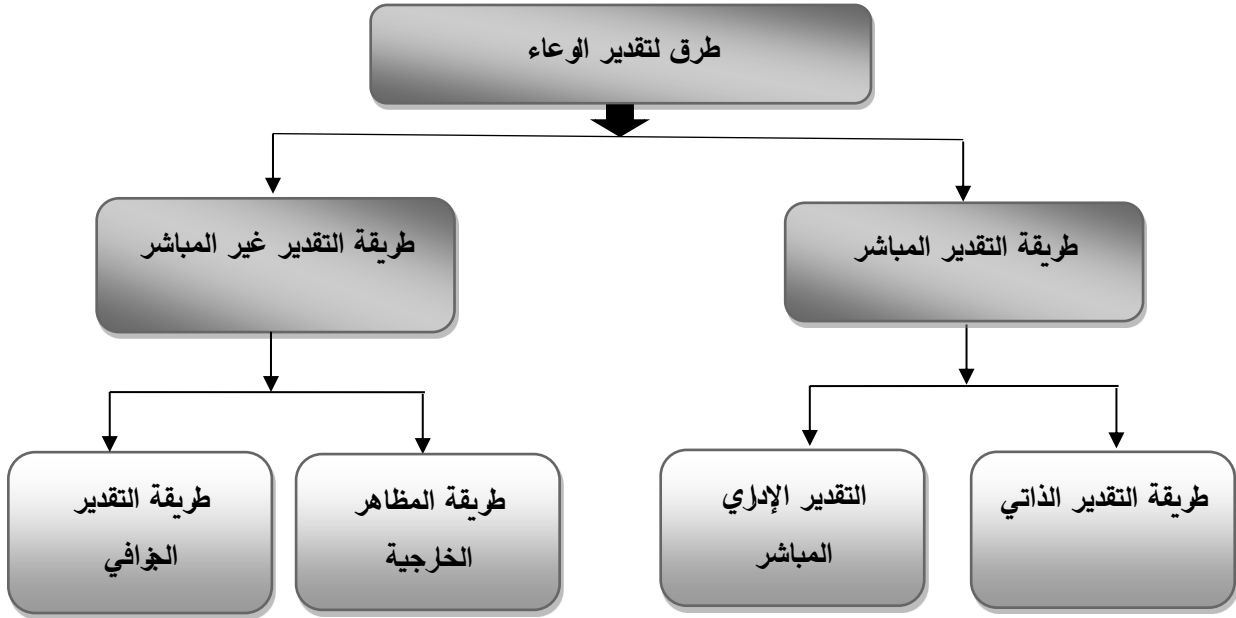 طرق لتقدير الوعاء
طريقة التقدير المباشر
طريقة التقدير غير المباشر
طريقة التقدير الذاتي
التقدير الإداري
المباشر
طريقة المظاهر
الخارجية
طريقة التقدير
الجزافي